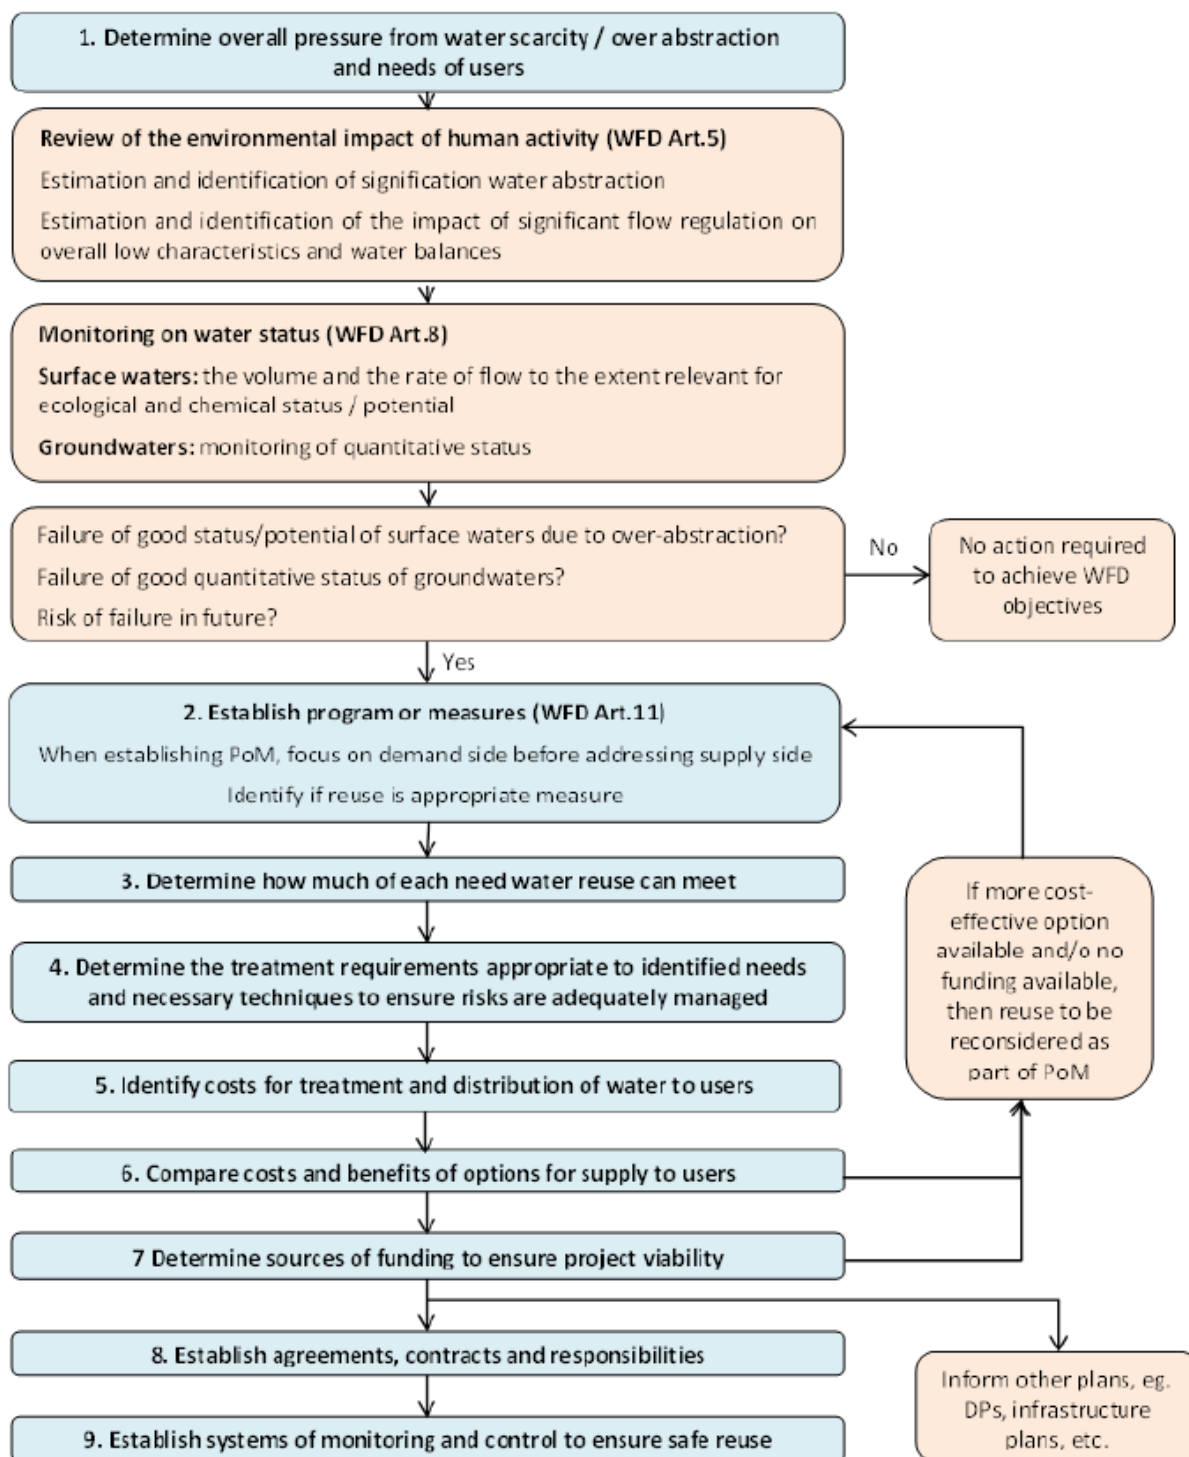 1. Determine overall pressure from water scarcity / over abstraction
and needs of users
Review of the environmental impact of human activity (WFD Art.5)
Estimation and identification of signification water abstraction
Estimation and identification of the impact of significant flow regulation on
overall low characteristics and water balances
Monitoring on water status (WFD Art.8)
Surface waters: the volume and the rate of flow to the extent relevant for
ecological and chemical status / potential
Groundwaters: monitoring of quantitative status
Failure of good status/potential of surface waters due to over-abstraction?
Failure of good quantitative status of groundwaters?
Risk of failure in future?
No
No action required
to achieve WFD
objectives
Yes
2. Establish program or measures (WFD Art.11)
When establishing PoM, focus on demand side before addressing supply side
Identify if reuse is appropriate measure
3. Determine how much of each need water reuse can meet
4. Determine the treatment requirements appropriate to identified needs
and necessary techniques to ensure risks are adequately managed
5. Identify costs for treatment and distribution of water to users
6. Compare costs and benefits of options for supply to users
7 Determine sources of funding to ensure project viability
If more cost-
effective option
available and/o no
funding available,
then reuse to be
reconsidered as
part of PoM
8. Establish agreements, contracts and responsibilities
9. Establish systems of monitoring and control to ensure safe reuse
Inform other plans, eg.
DPs, infrastructure
plans, etc.